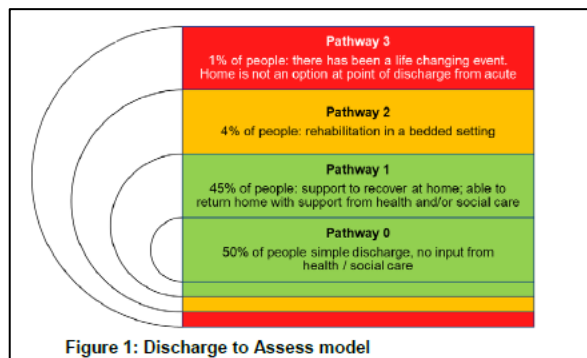 Pathway 3
1% of people: there has been a life changing event.
Home is not an option at point of discharge from acute
Pathway 2
4% of people: rehabilitation in a bedded setting
Pathway 1
45% of people: support to recover at home; able to
return home with support from health and/or social care
Pathway 0
50% of people simple discharge, no input from
health / social care
Figure 1: Discharge to Assess model